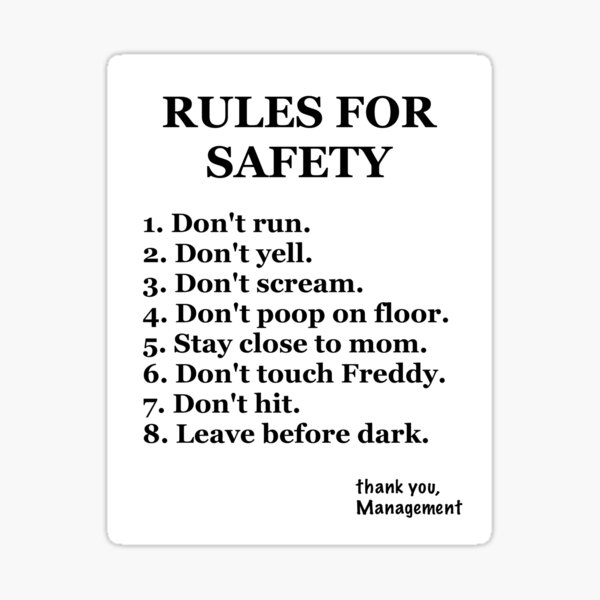 RULES FOR
SAFETY
1. Don't run.
2. Don't yell.
3. Don't scream.
4. Don't poop on floor.
5. Stay close to mom.
6. Don't touch Freddy.
7. Don't hit.
8. Leave before dark.
thank you,
Management